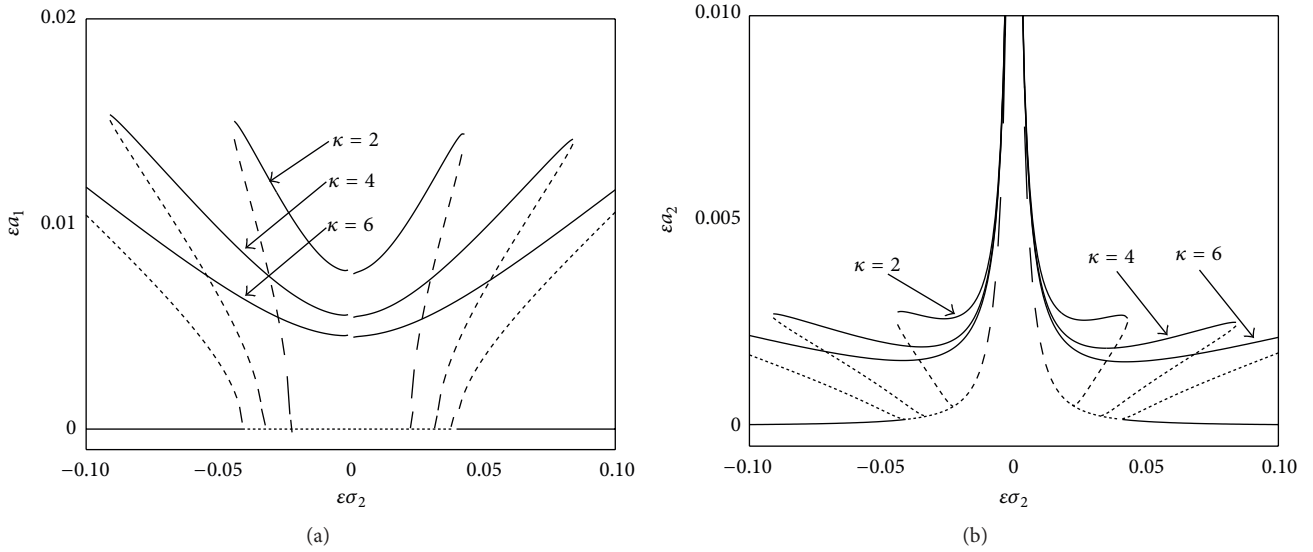 0.02
εa₁
0.01
0
κ = 2
κ = 4
κ = 6
−0.10
−0.05
0
0.05
0.10
εσ₂
(a)
0.010
εa₂
0.005
0
κ = 2
κ = 4
κ = 6
−0.10
−0.05
0
0.05
0.10
εσ₂
(b)